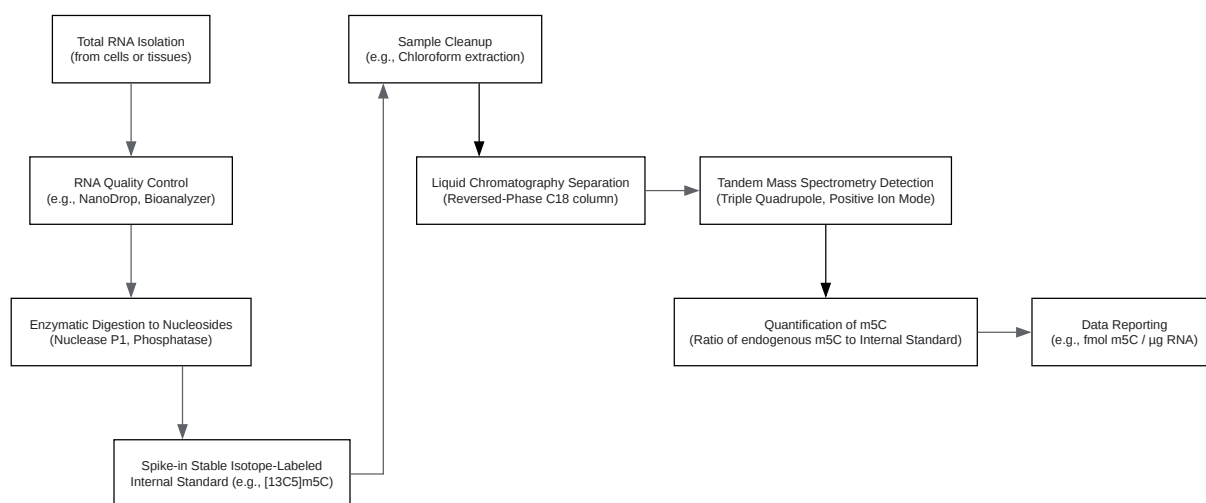 Total RNA Isolation
(from cells or tissues)
RNA Quality Control
(e.g., NanoDrop, Bioanalyzer)
Enzymatic Digestion to Nucleosides
(Nuclease P1, Phosphatase)
Spike-in Stable Isotope-Labeled
Internal Standard (e.g., [13C5]m5C)
Sample Cleanup
(e.g., Chloroform extraction)
Liquid Chromatography Separation
(Reversed-Phase C18 column)
Tandem Mass Spectrometry Detection
(Triple Quadrupole, Positive Ion Mode)
Quantification of m5C
(Ratio of endogenous m5C to Internal Standard)
Data Reporting
(e.g., fmol m5C / µg RNA)